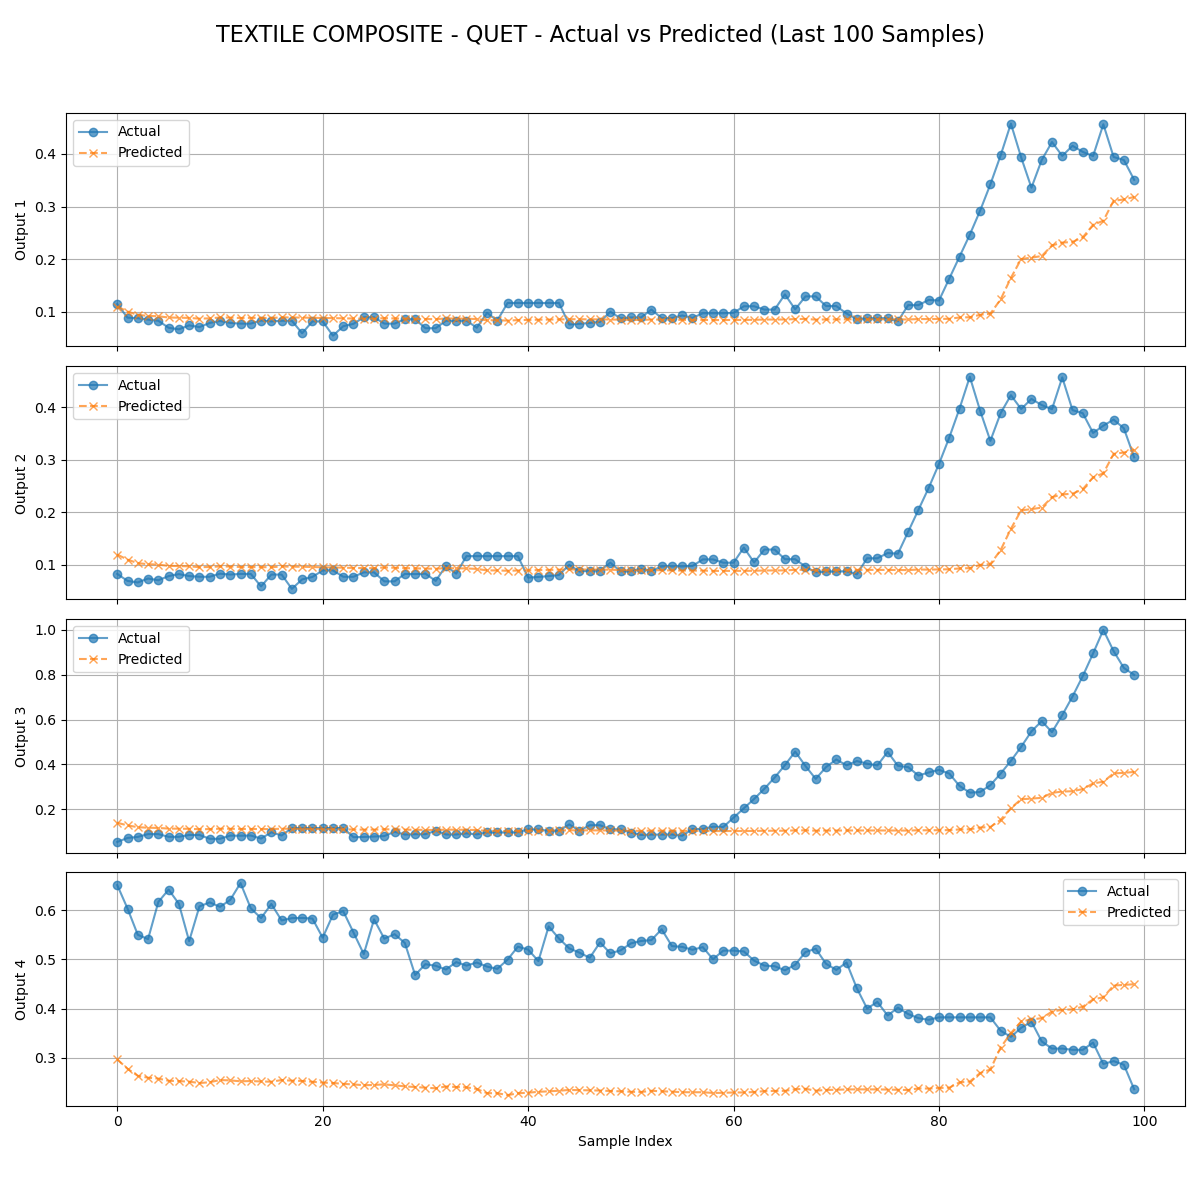 TEXTILE COMPOSITE - QUET - Actual vs Predicted (Last 100 Samples)
Actual
Predicted
0.4
0.3
0.2
0.1
Output 1
Actual
Predicted
0.4
0.3
0.2
0.1
Output 2
Actual
Predicted
1.0
0.8
0.6
0.4
0.2
Output 3
Actual
Predicted
0.6
0.5
0.4
0.3
Output 4
0 20 40 60 80 100
Sample Index